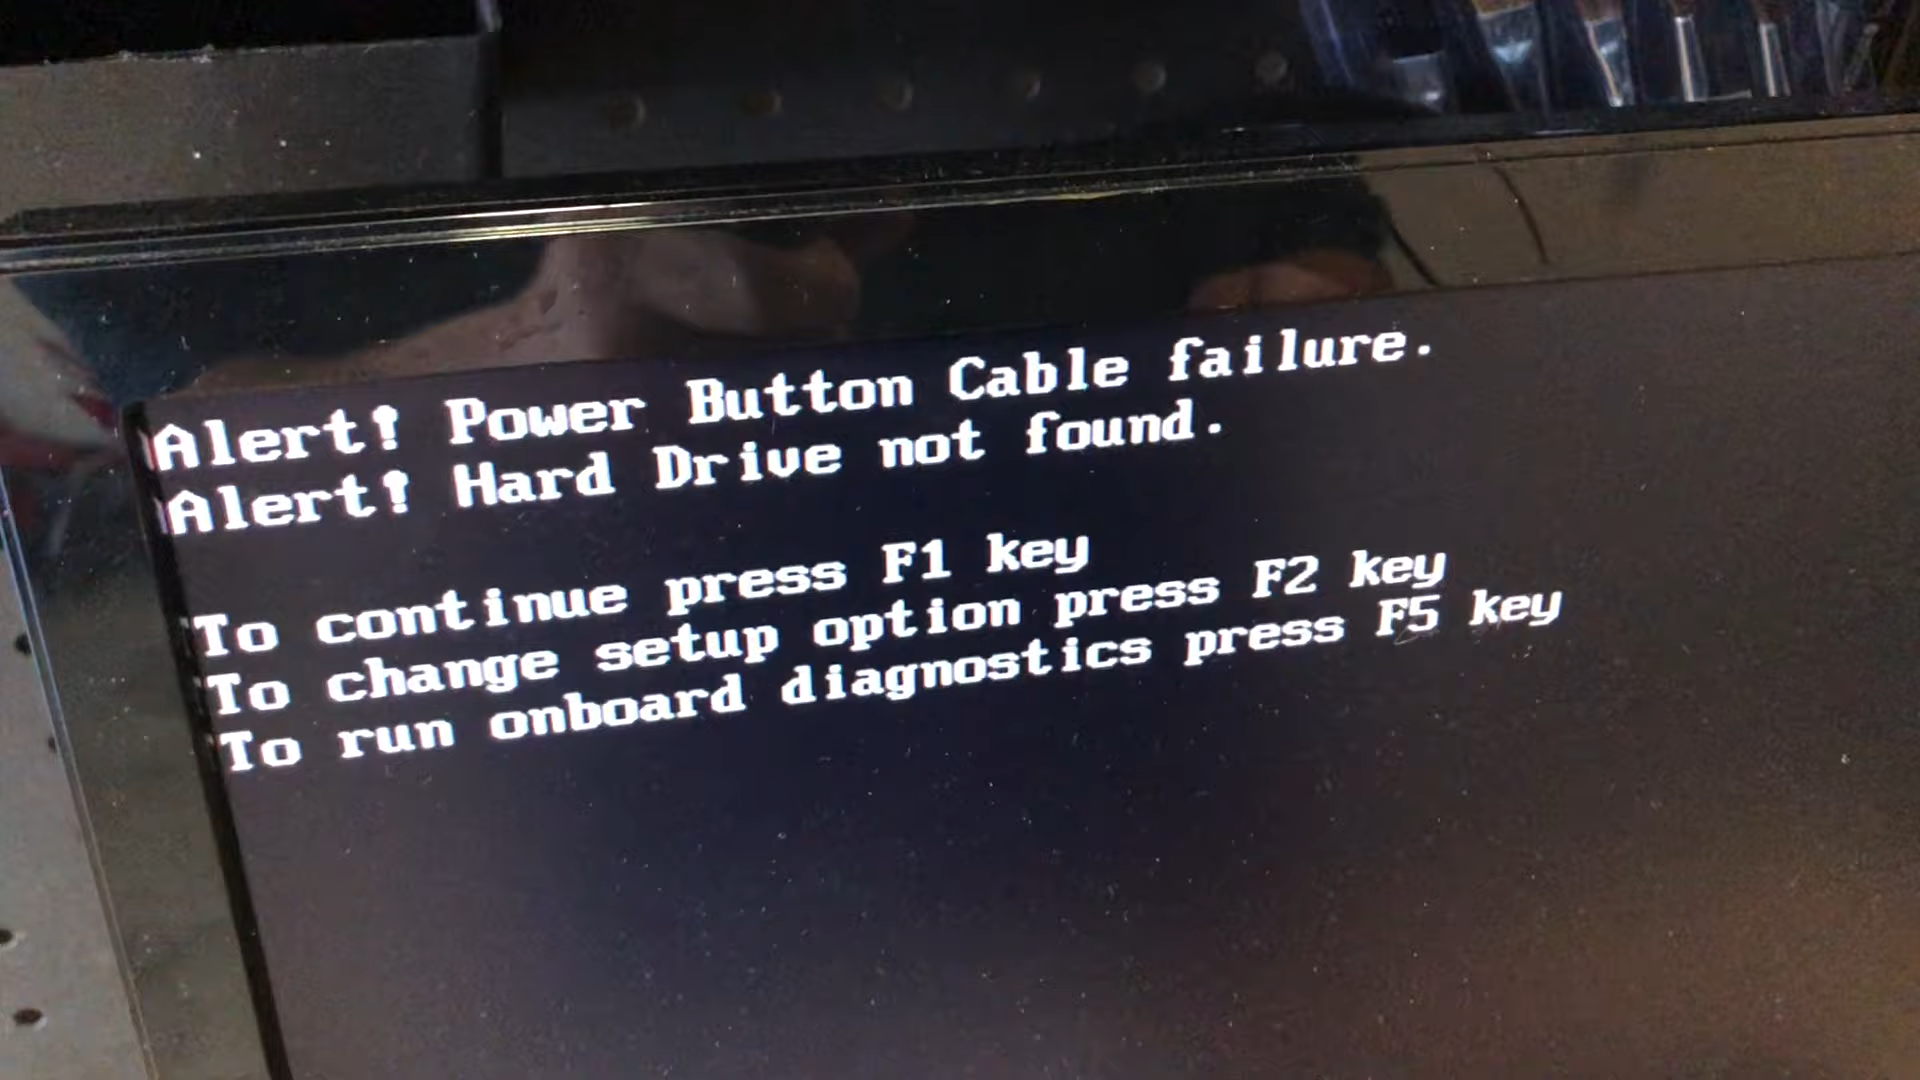 Alert! Power Button Cable failure.
Alert! Hard Drive not found.
To continue press F1 key
To change setup option press F2 key
To run onboard diagnostics press F5 key